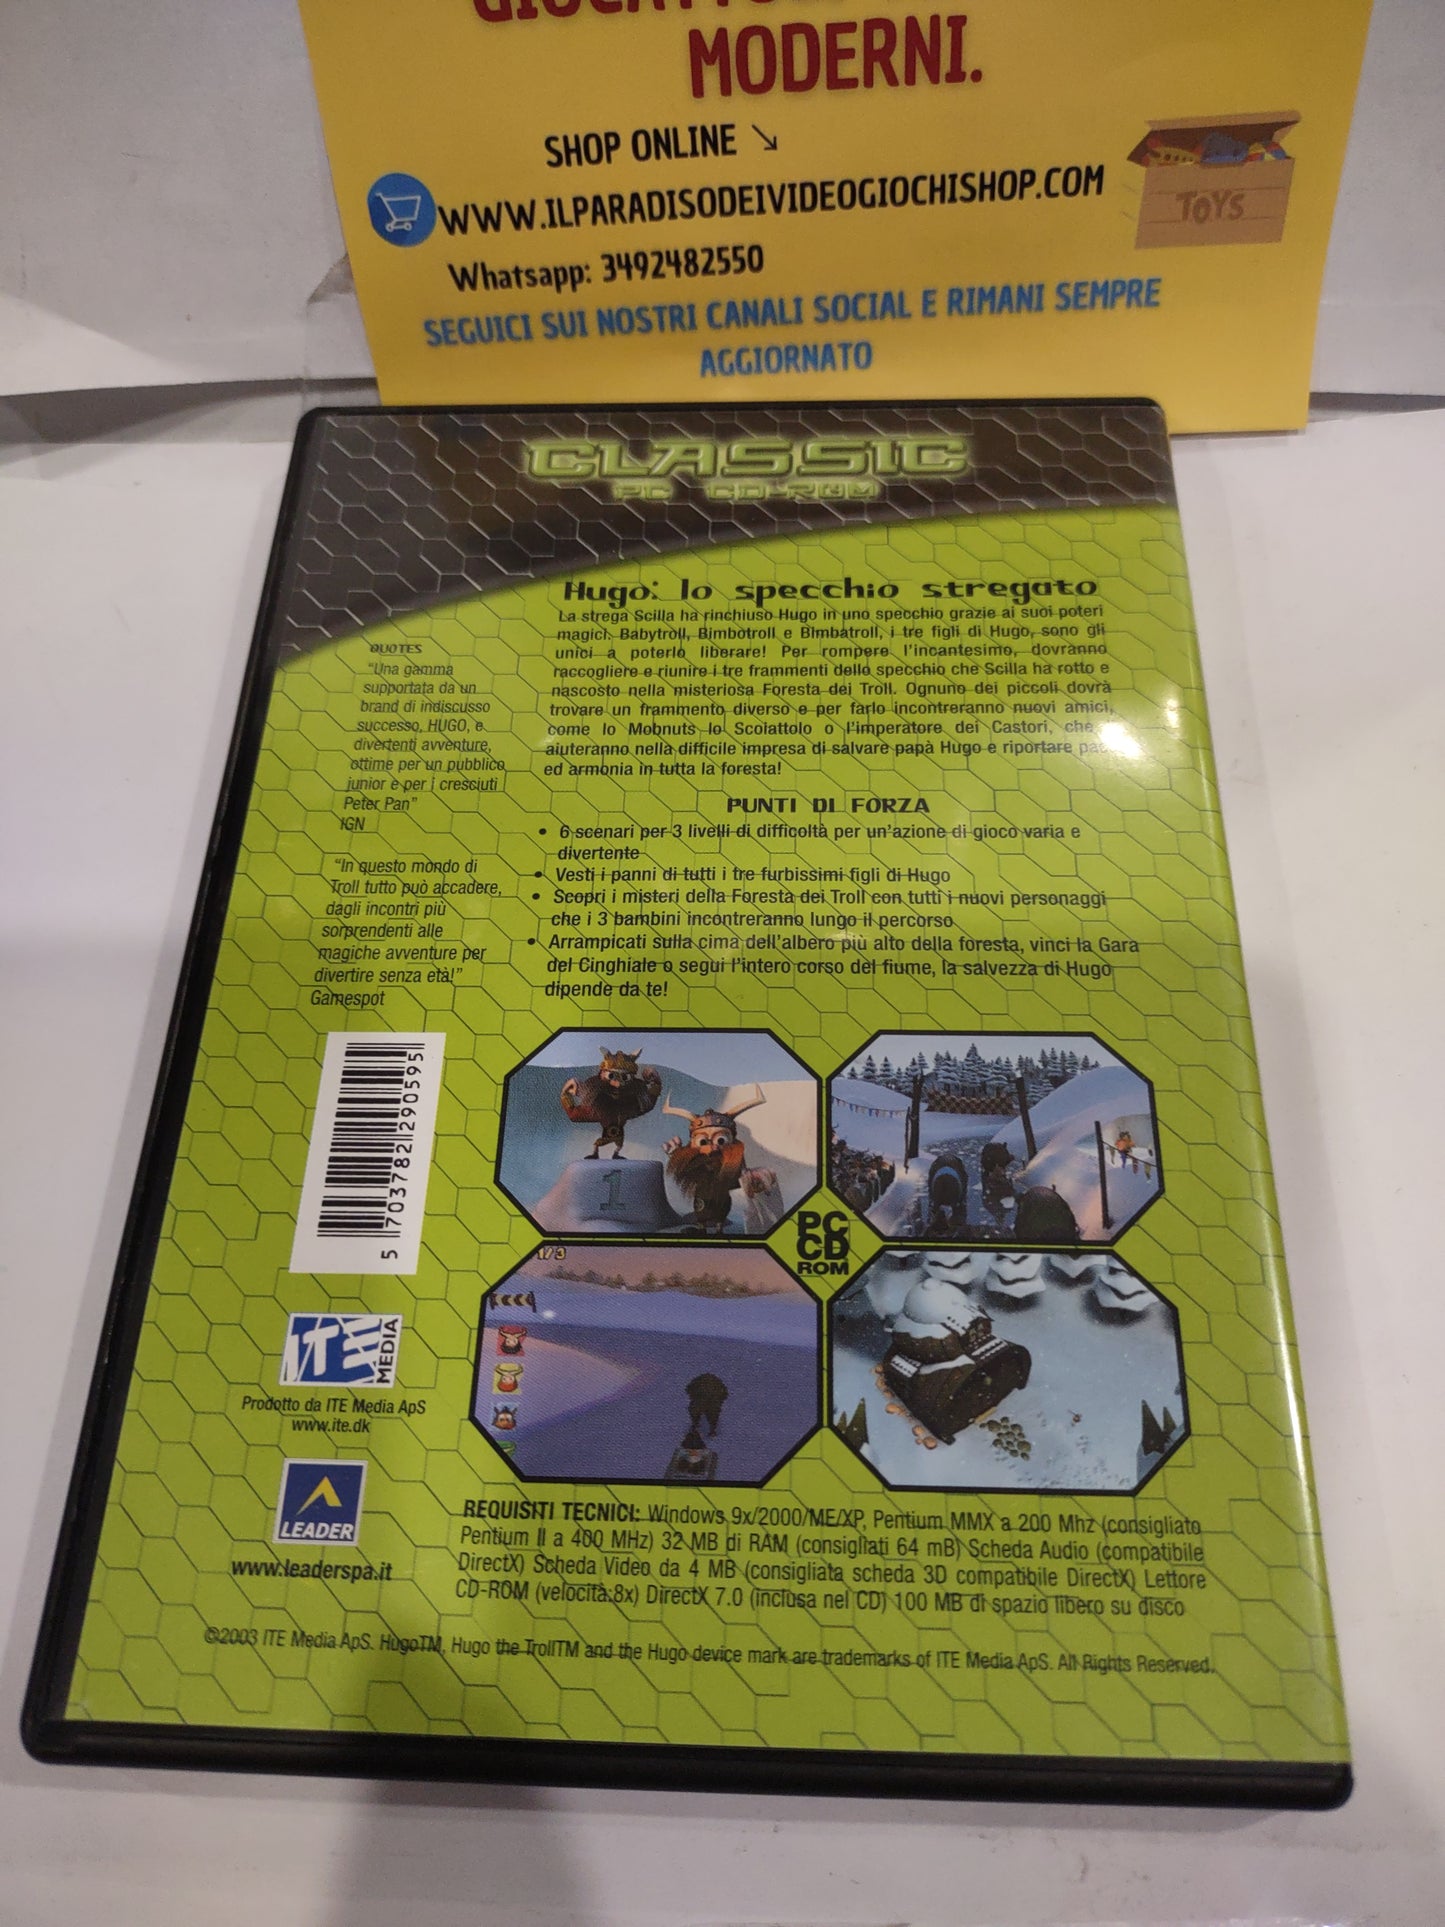 MODERNI.
SHOP ONLINE ↘
WWW.ILPARADISODEIVIDEOGIOCHISHOP.COM
TOYS
Whatsapp: 3492482550
SEGUICI SUI NOSTRI CANALI SOCIAL E RIMANI SEMPRE
AGGIORNATO
CLASSIC
PC CD-ROM
Hugo: lo specchio stregato
La strega Scilla ha rinchiuso Hugo in uno specchio grazie ai suoi poteri
magici. Babytroll, Bimbotroll e Bimbatroll, i tre figli di Hugo, sono gli
unici a poterlo liberare! Per rompere l'incantesimo, dovranno
raccogliere e riunire i tre frammenti dello specchio che Scilla ha rotto e
nascosto nella misteriosa Foresta dei Troll. Ognuno dei piccoli dovrà
trovare un frammento diverso e per farlo incontreranno nuovi amici,
come lo Mobnuts lo Scoiattolo o l'imperatore dei Castori, che
aiuteranno nella difficile impresa di salvare papà Hugo e riportare
ed armonia in tutta la foresta!
QUOTES
"Una gamma
supportata da un
brand di indiscusso
successo, HUGO, e
divertenti avventure,
ottime per un pubblico
junior e per i cresciuti
Peter Pan"
IGN
"In questo mondo di
Troll tutto può accadere,
dagli incontri più
sorprendenti alle
magiche avventure per
divertire senza età!"
Gamespot
PUNTI DI FORZA
• 6 scenari per 3 livelli di difficoltà per un'azione di gioco varia e
divertente
• Vesti i panni di tutti i tre furbissimi figli di Hugo
• Scopri i misteri della Foresta dei Troll con tutti i nuovi personaggi
che i 3 bambini incontreranno lungo il percorso
• Arrampicati sulla cima dell'albero più alto della foresta, vinci la Gara
del Cinghiale o segui l'intero corso del fiume, la salvezza di Hugo
dipende da te!
5 703782 290595
1
PC
CD
ROM
1/3
ITE
MEDIA
Prodotto da ITE Media ApS
www.ite.dk
LEADER
www.leaderspa.it
REQUISITI TECNICI: Windows 9x/2000/ME/XP, Pentium MMX a 200 Mhz (consigliato
Pentium II a 400 MHz) 32 MB di RAM (consigliati 64 mB) Scheda Audio (compatibile
DirectX) Scheda Video da 4 MB (consigliata scheda 3D compatibile DirectX) Lettore
CD-ROM (velocità:8x) DirectX 7.0 (inclusa nel CD) 100 MB di spazio libero su disco
©2003 ITE Media ApS. HugoTM, Hugo the TrollTM and the Hugo device mark are trademarks of ITE Media ApS. All Rights Reserved.